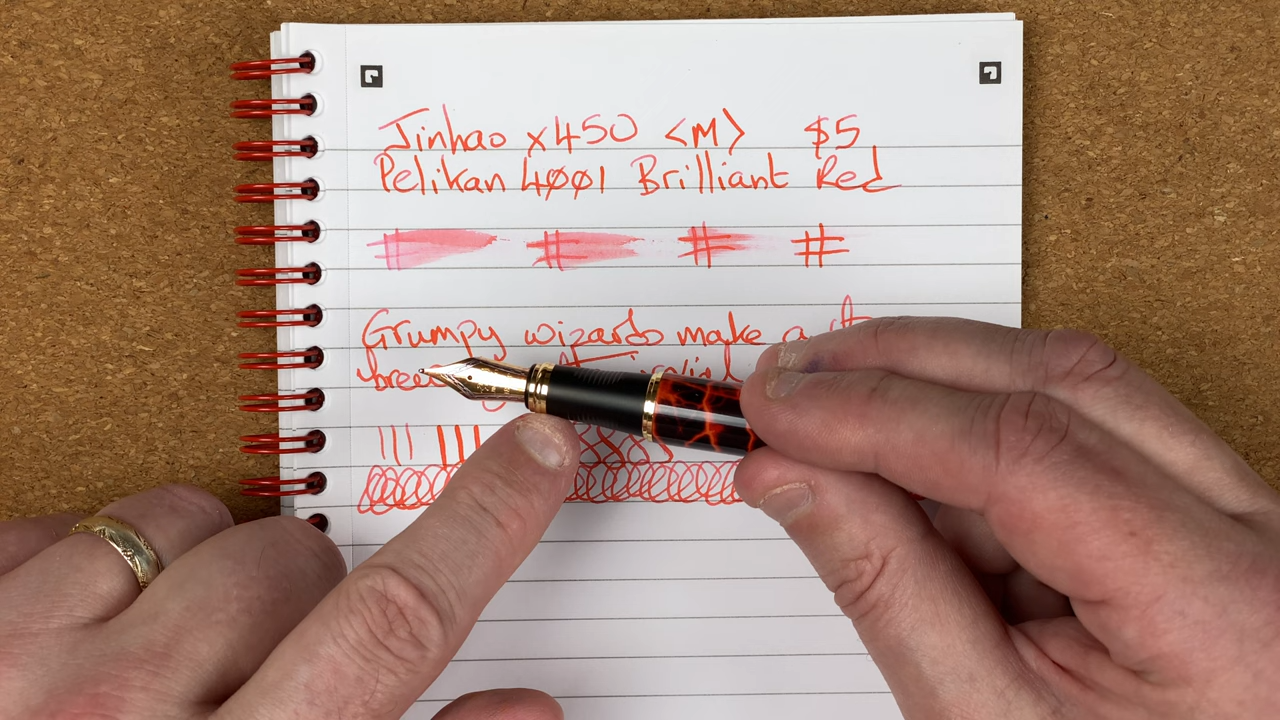 Jinhao x450 <M> $5
Pelikan 4001 Brilliant Red
# # # #
Grumpy wizards make a